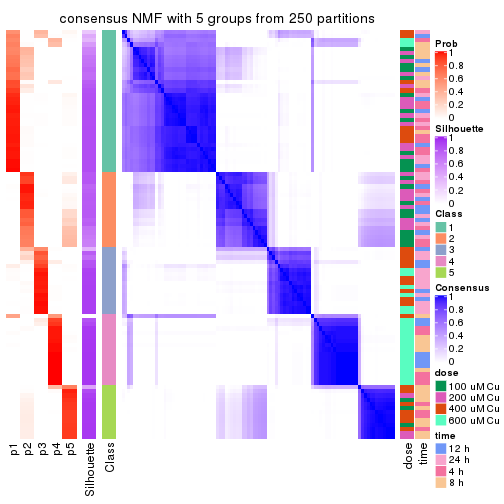 consensus NMF with 5 groups from 250 partitions
Prob
1
0.8
0.6
0.4
0.2
0
Silhouette
1
0.8
0.6
0.4
0.2
0
Class
1
2
3
4
5
Consensus
1
0.8
0.6
0.4
0.2
0
dose
100 uM Cu
200 uM Cu
400 uM Cu
600 uM Cu
time
12 h
24 h
4 h
8 h
p1
p2
p3
p4
p5
Silhouette
Class
dose
time